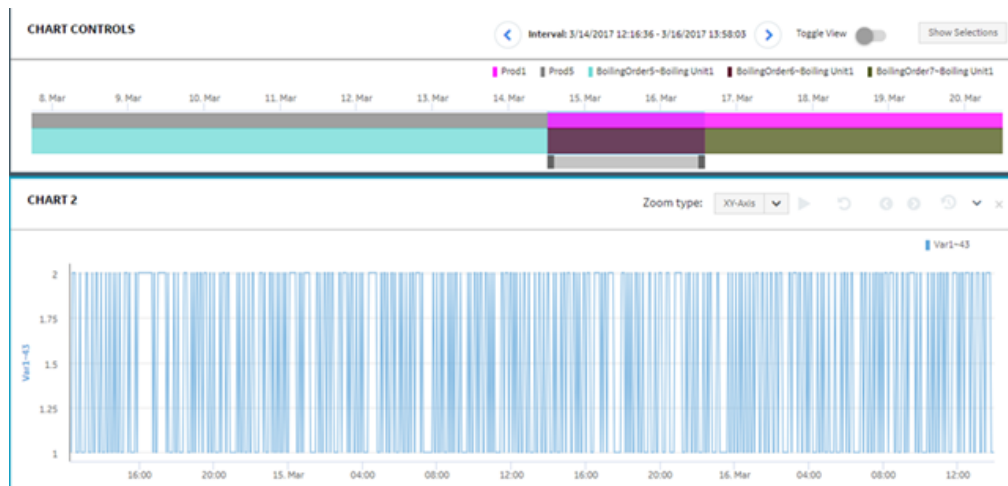 CHART CONTROLS
Interval: 3/14/2017 12:16:36 - 3/16/2017 13:58:03
Toggle View
Show Selections
Prod1 Prod5 BoilingOrder5~Boiling Unit1 BoilingOrder6~Boiling Unit1 BoilingOrder7~Boiling Unit1
8. Mar 9. Mar 10. Mar 11. Mar 12. Mar 13. Mar 14. Mar 15. Mar 16. Mar 17. Mar 18. Mar 19. Mar 20. Mar
CHART 2
Zoom type: XY-Axis
Var1~43
2
1.75
1.5
1.25
1
Var1~43
16:00 20:00 15. Mar 04:00 08:00 12:00 16:00 20:00 16. Mar 04:00 08:00 12:00